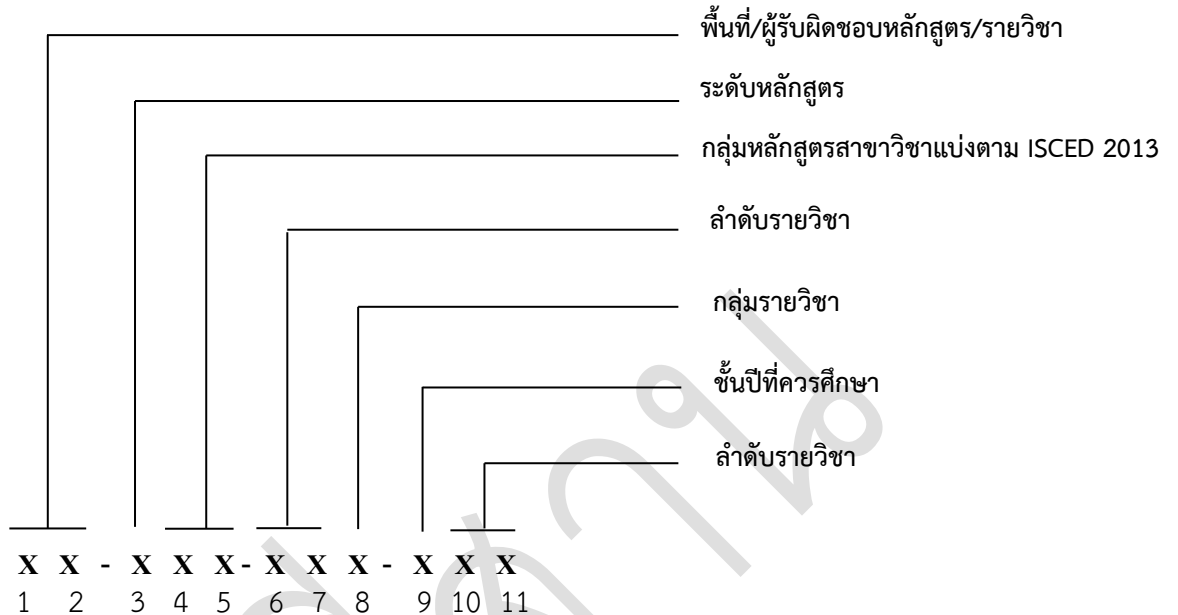 พื้นที่/ผู้รับผิดชอบหลักสูตร/รายวิชา
ระดับหลักสูตร
กลุ่มหลักสูตรสาขาวิชาแบ่งตาม ISCED 2013
ลำดับรายวิชา
กลุ่มรายวิชา
ชั้นปีที่ควรศึกษา
ลำดับรายวิชา
X X - X X X - X X X - X X X
1 2 3 4 5 6 7 8 9 10 11